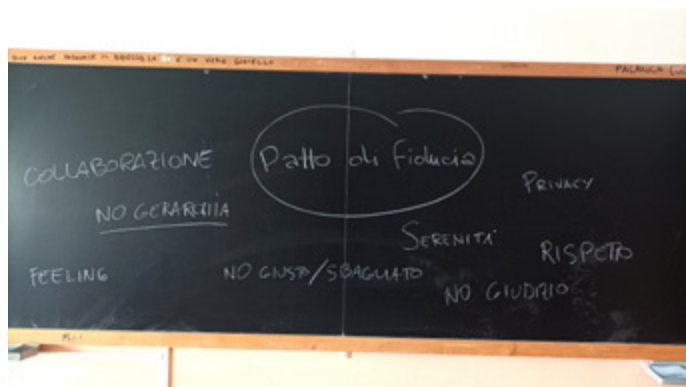 Patto di Fiducia
COLLABORAZIONE
PRIVACY
NO GERARCHIA
SERENITÀ
RISPETTO
FEELING
NO GIUSTO/SBAGLIATO
NO GIUDIZIO